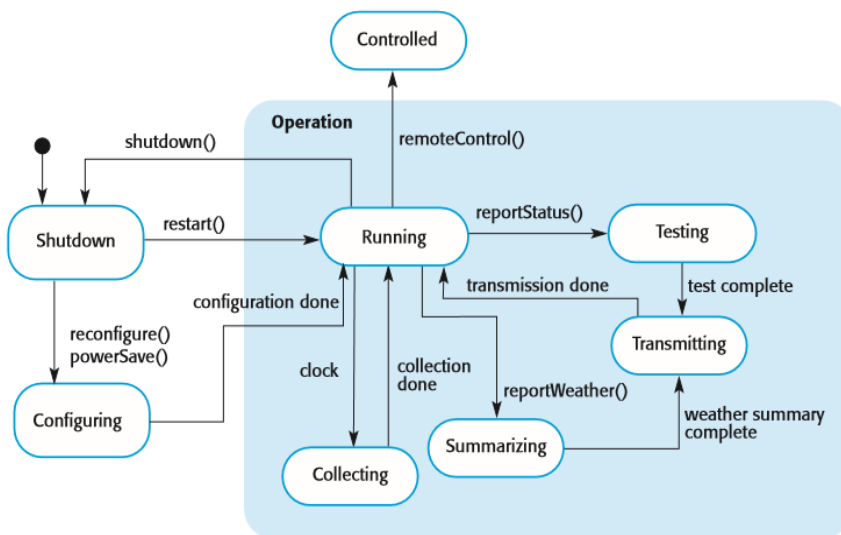 Controlled
Operation
shutdown()
remoteControl()
Shutdown
restart()
Running
reportStatus()
Testing
configuration done
transmission done
test complete
reconfigure()
powerSave()
Transmitting
clock
collection
done
reportWeather()
Configuring
Summarizing
weather summary
complete
Collecting